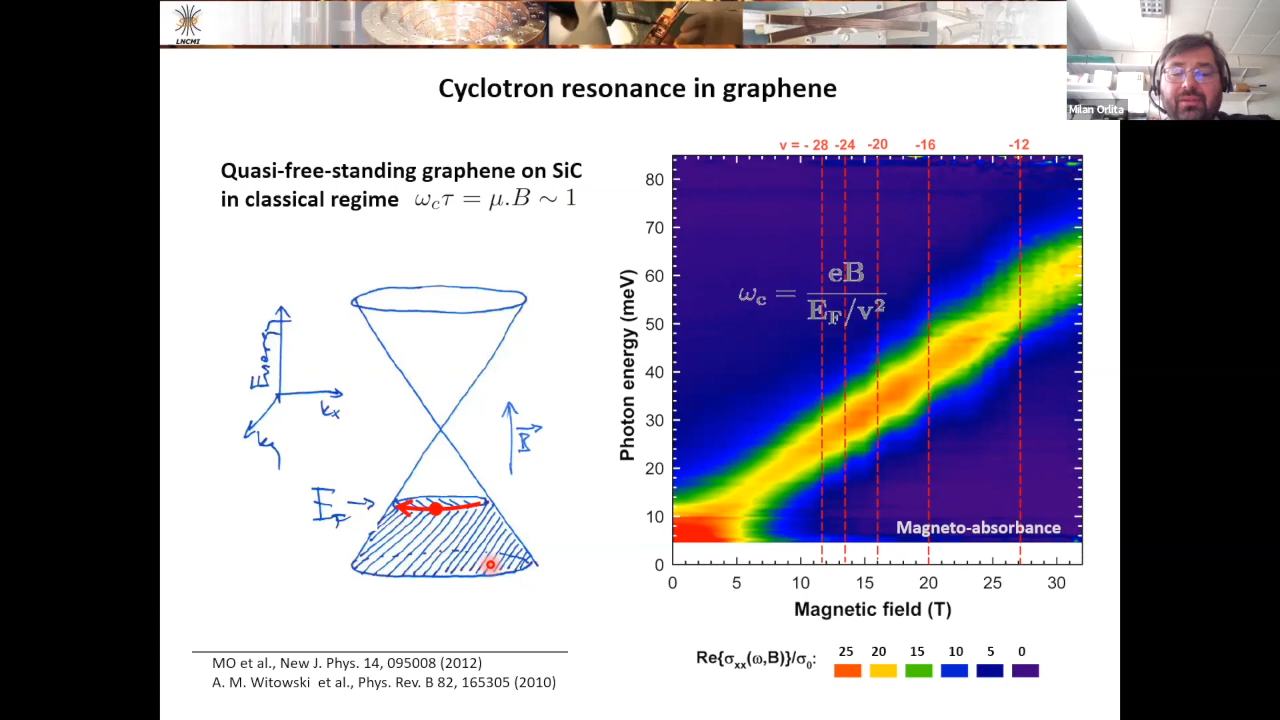 LNCMI
Milan Orlita
Cyclotron resonance in graphene
Quasi-free-standing graphene on SiC
in classical regime ω_cτ = μ.B ∼ 1
Energy
k_x
k_y
B
E_F
ν = - 28 -24 -20 -16 -12
80
70
60
50
40
30
20
10
0
Photon energy (meV)
ω_c = eB / E_F/v²
Magneto-absorbance
0 5 10 15 20 25 30
Magnetic field (T)
25 20 15 10 5 0
Re{σ_xx(ω,B)}/σ_0:
MO et al., New J. Phys. 14, 095008 (2012)
A. M. Witowski et al., Phys. Rev. B 82, 165305 (2010)